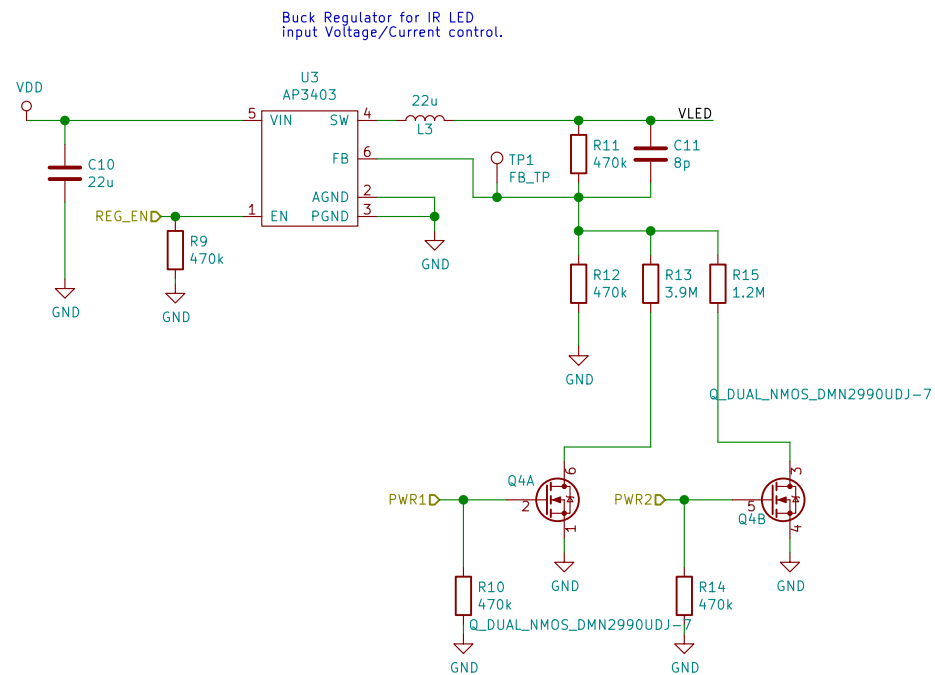 Buck Regulator for IR LED
input Voltage/Current control.
U3
AP3403
VDD
5
VIN
SW
4
22u
L3
VLED
R11
470k
C11
8p
FB
6
TP1
FB_TP
C10
22u
AGND
2
REG_EN
1
EN
PGND
3
R9
470k
GND
GND
GND
R12
470k
R13
3.9M
R15
1.2M
GND
Q_DUAL_NMOS_DMN2990UDJ-7
6
3
Q4A
PWR1
2
PWR2
5
Q4B
1
4
GND
GND
R10
470k
R14
470k
Q_DUAL_NMOS_DMN2990UDJ-7
GND
GND